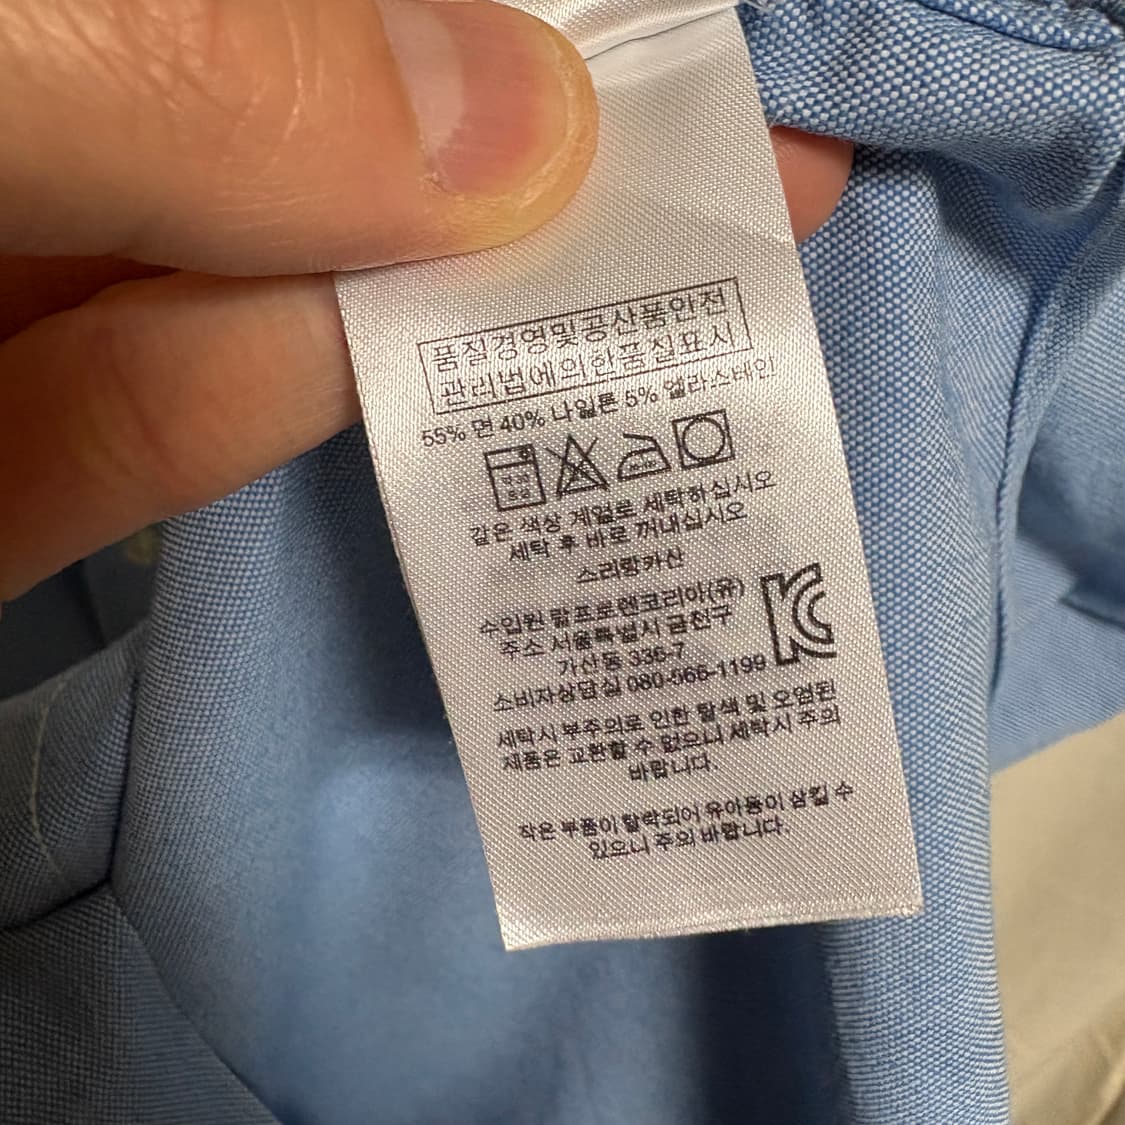 품질경영및공산품안전
관리법에의한품질표시
55% 면 40% 나일론 5% 엘라스테인
같은 색상 계열로 세탁하십시오
세탁 후 바로 꺼내십시오
스리랑카산
수입원 랄프로렌코리아(유)
주소 서울특별시 금천구
가산동 336-7
소비자상담실 080-566-1199
세탁시 부주의로 인한 탈색 및 오염된
제품은 교환할 수 없으니 세탁시 주의
바랍니다.
작은 부품이 탈락되어 유아동이 삼킬 수
있으니 주의 바랍니다.